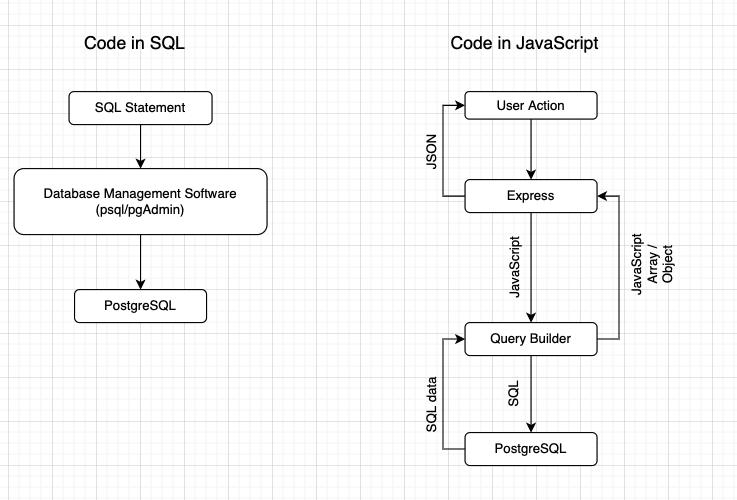 Code in SQL
SQL Statement
Database Management Software
(psql/pgAdmin)
PostgreSQL
Code in JavaScript
User Action
JSON
Express
JavaScript
JavaScript
Array /
Object
Query Builder
SQL data
SQL
PostgreSQL